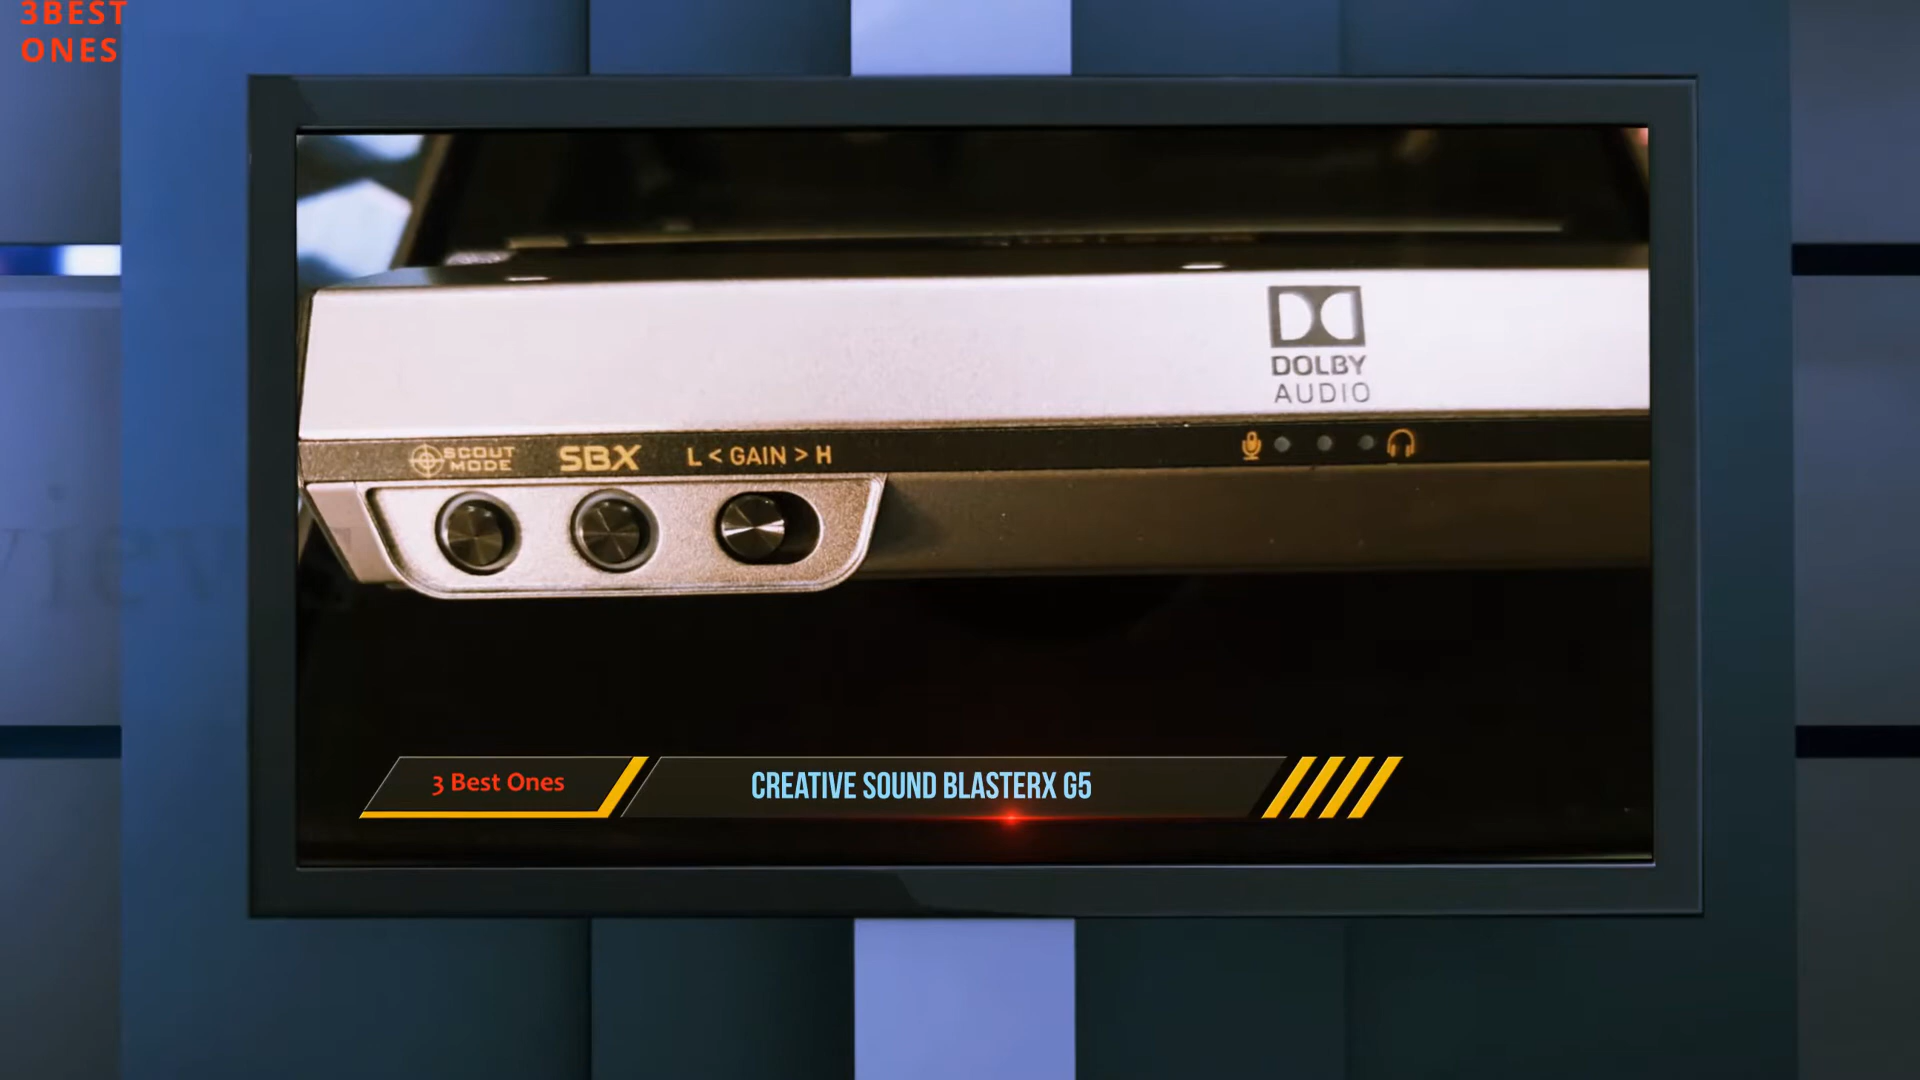 3BEST
ONES
DOLBY
AUDIO
SCOUT
MODE
SBX
L < GAIN > H
3 Best Ones
CREATIVE SOUND BLASTERX G5